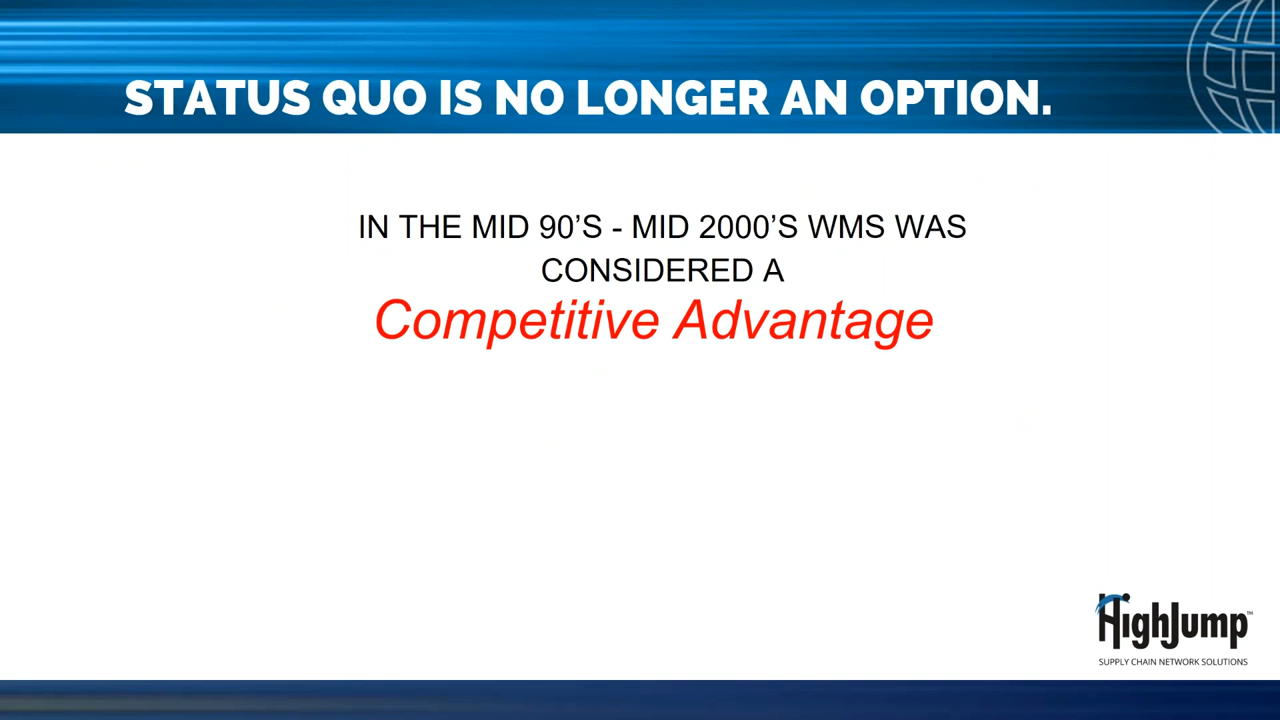 STATUS QUO IS NO LONGER AN OPTION.
IN THE MID 90’S - MID 2000’S WMS WAS
CONSIDERED A
Competitive Advantage
HighJump™
SUPPLY CHAIN NETWORK SOLUTIONS